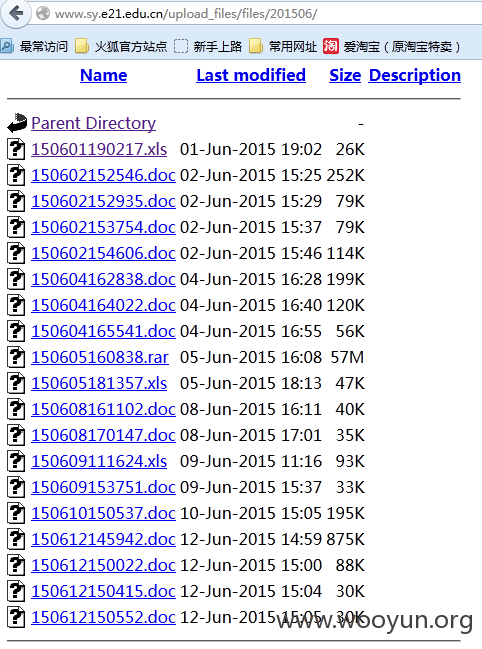 www.sy.e21.edu.cn/upload_files/files/201506/
最常访问 火狐官方站点 新手上路 常用网址 淘 爱淘宝（原淘宝特卖）
Name Last modified Size Description
Parent Directory -
150601190217.xls 01-Jun-2015 19:02 26K
150602152546.doc 02-Jun-2015 15:25 252K
150602152935.doc 02-Jun-2015 15:29 79K
150602153754.doc 02-Jun-2015 15:37 79K
150602154606.doc 02-Jun-2015 15:46 114K
150604162838.doc 04-Jun-2015 16:28 199K
150604164022.doc 04-Jun-2015 16:40 120K
150604165541.doc 04-Jun-2015 16:55 56K
150605160838.rar 05-Jun-2015 16:08 57M
150605181357.xls 05-Jun-2015 18:13 47K
150608161102.doc 08-Jun-2015 16:11 40K
150608170147.doc 08-Jun-2015 17:01 35K
150609111624.xls 09-Jun-2015 11:16 93K
150609153751.doc 09-Jun-2015 15:37 33K
150610150537.doc 10-Jun-2015 15:05 195K
150612145942.doc 12-Jun-2015 14:59 875K
150612150022.doc 12-Jun-2015 15:00 88K
150612150415.doc 12-Jun-2015 15:04 30K
150612150552.doc 12-Jun-2015 15:05 30K
www.wooyun.org